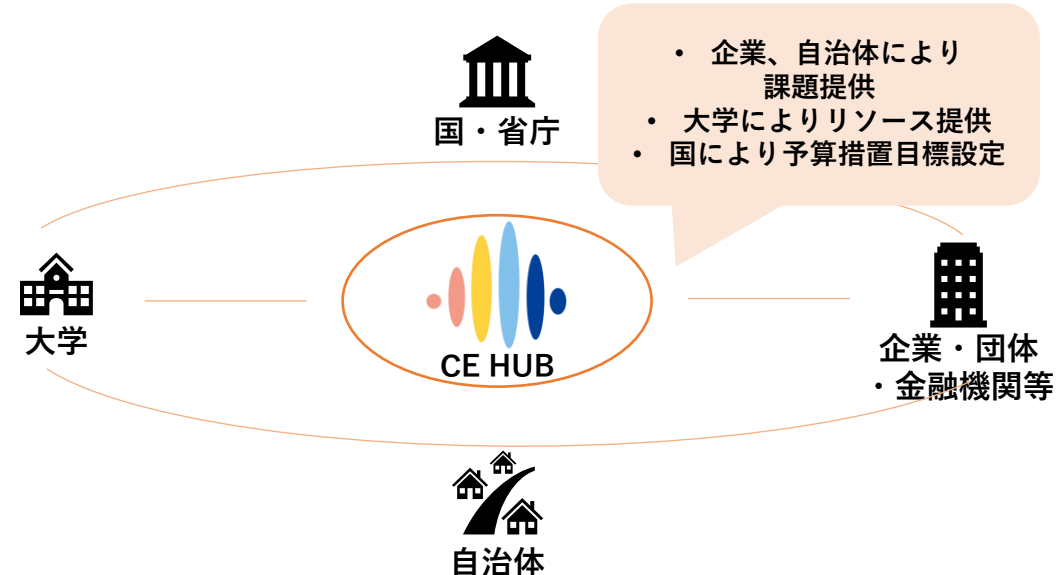 国・省庁
• 企業、自治体により
課題提供
• 大学によりリソース提供
• 国により予算措置目標設定
大学
CE HUB
企業・団体
・金融機関等
自治体